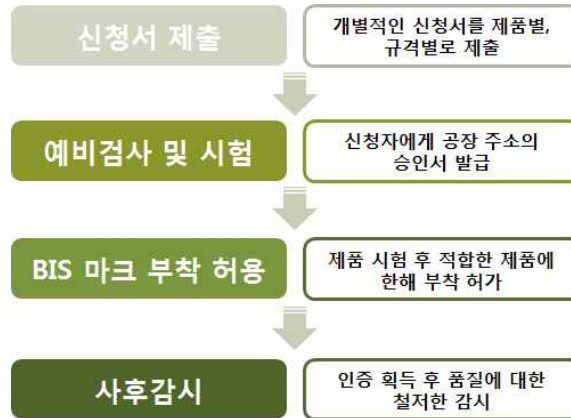 신청서 제출
개별적인 신청서를 제품별,
규격별로 제출
예비검사 및 시험
신청자에게 공장 주소의
승인서 발급
BIS 마크 부착 허용
제품 시험 후 적합한 제품에
한해 부착 허가
사후감시
인증 획득 후 품질에 대한
철저한 감시